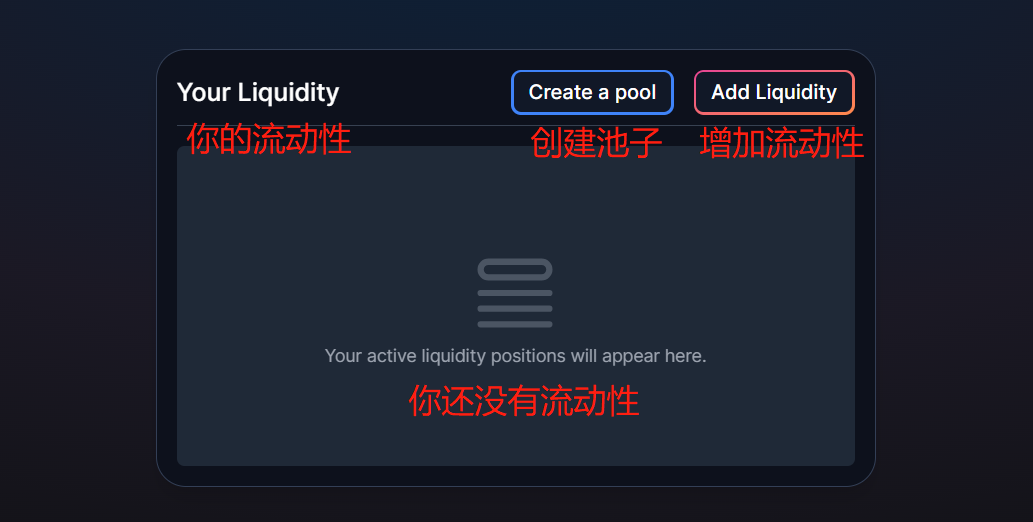 Your Liquidity
Create a pool
Add Liquidity
你的流动性
创建池子
增加流动性
Your active liquidity positions will appear here.
你还没有流动性